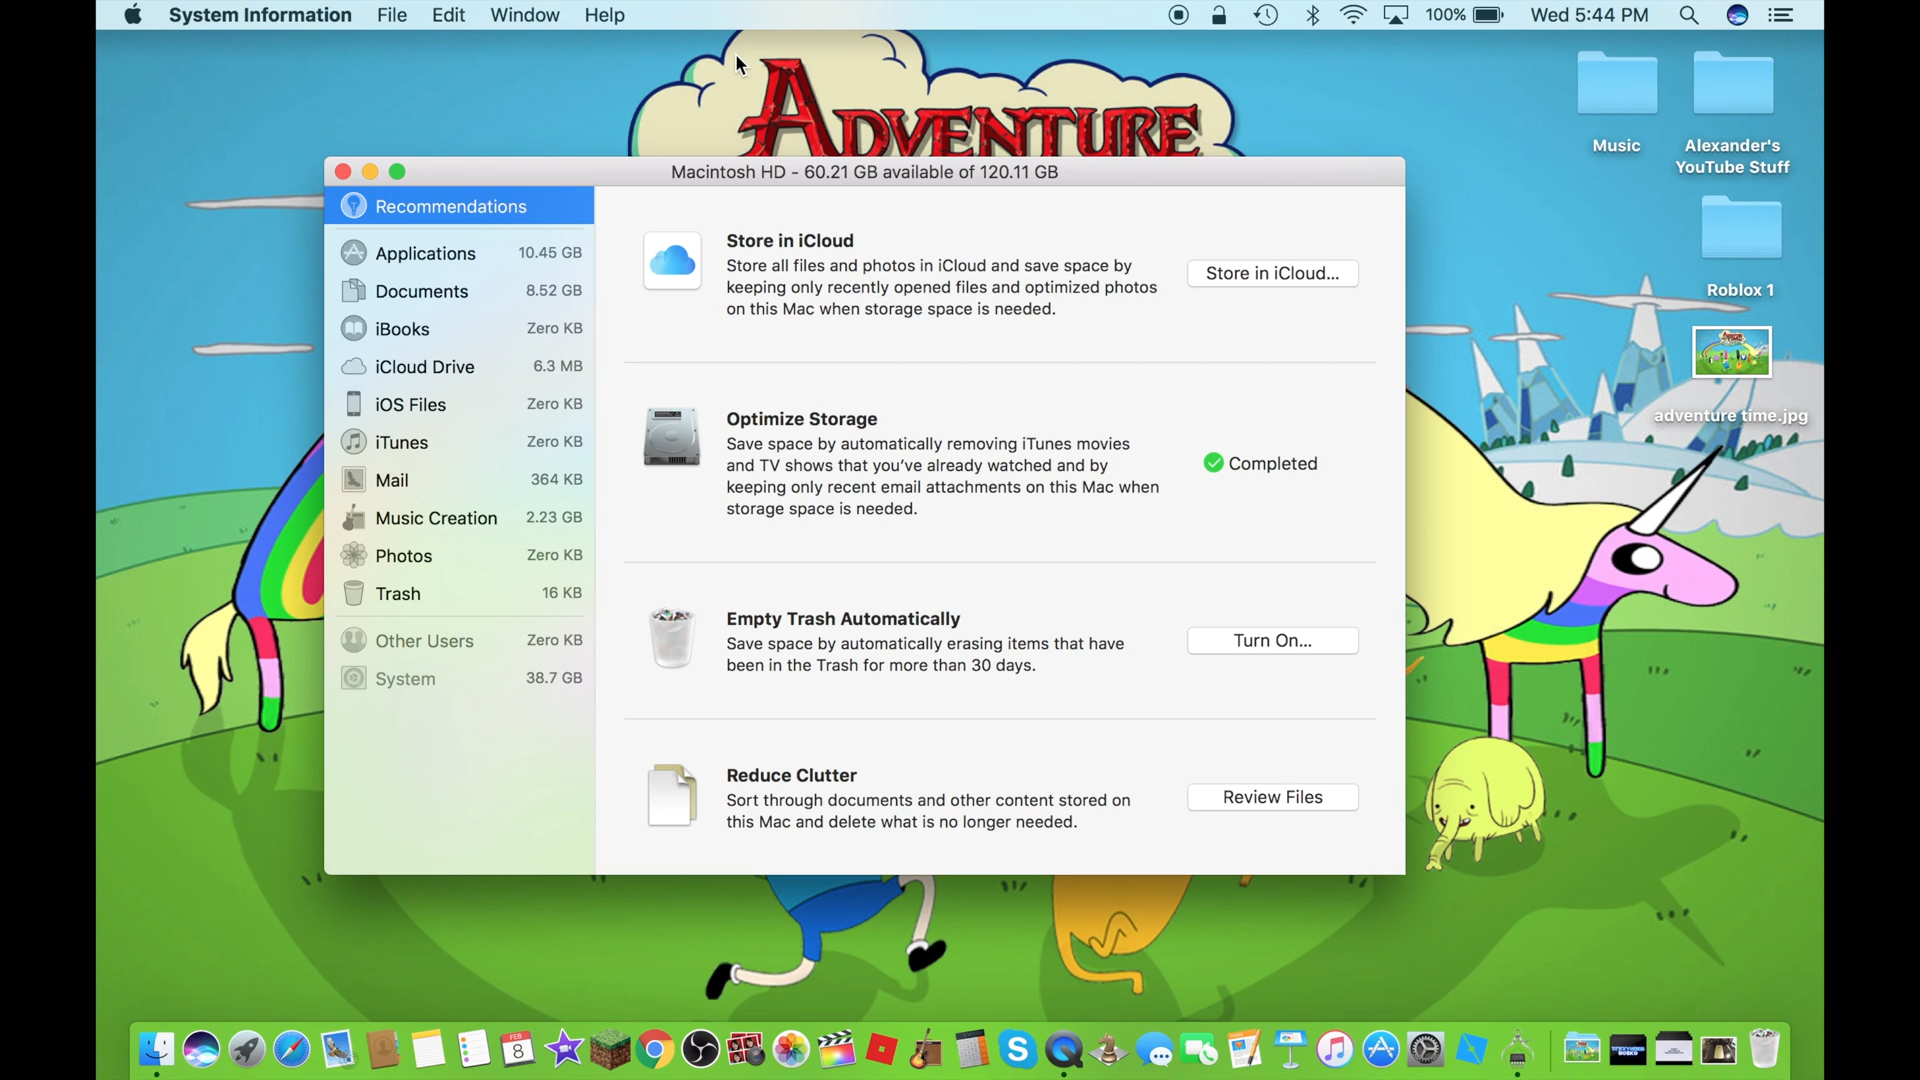 System Information File Edit Window Help 100% Wed 5:44 PM
ADVENTURE
Music
Alexander's
YouTube Stuff
Roblox 1
adventure time.jpg
Macintosh HD - 60.21 GB available of 120.11 GB
Recommendations
Applications 10.45 GB
Documents 8.52 GB
iBooks Zero KB
iCloud Drive 6.3 MB
iOS Files Zero KB
iTunes Zero KB
Mail 364 KB
Music Creation 2.23 GB
Photos Zero KB
Trash 16 KB
Other Users Zero KB
System 38.7 GB
Store in iCloud
Store all files and photos in iCloud and save space by
keeping only recently opened files and optimized photos
on this Mac when storage space is needed.
Store in iCloud...
Optimize Storage
Save space by automatically removing iTunes movies
and TV shows that you've already watched and by
keeping only recent email attachments on this Mac when
storage space is needed.
Completed
Empty Trash Automatically
Save space by automatically erasing items that have
been in the Trash for more than 30 days.
Turn On...
Reduce Clutter
Sort through documents and other content stored on
this Mac and delete what is no longer needed.
Review Files
FEB
8